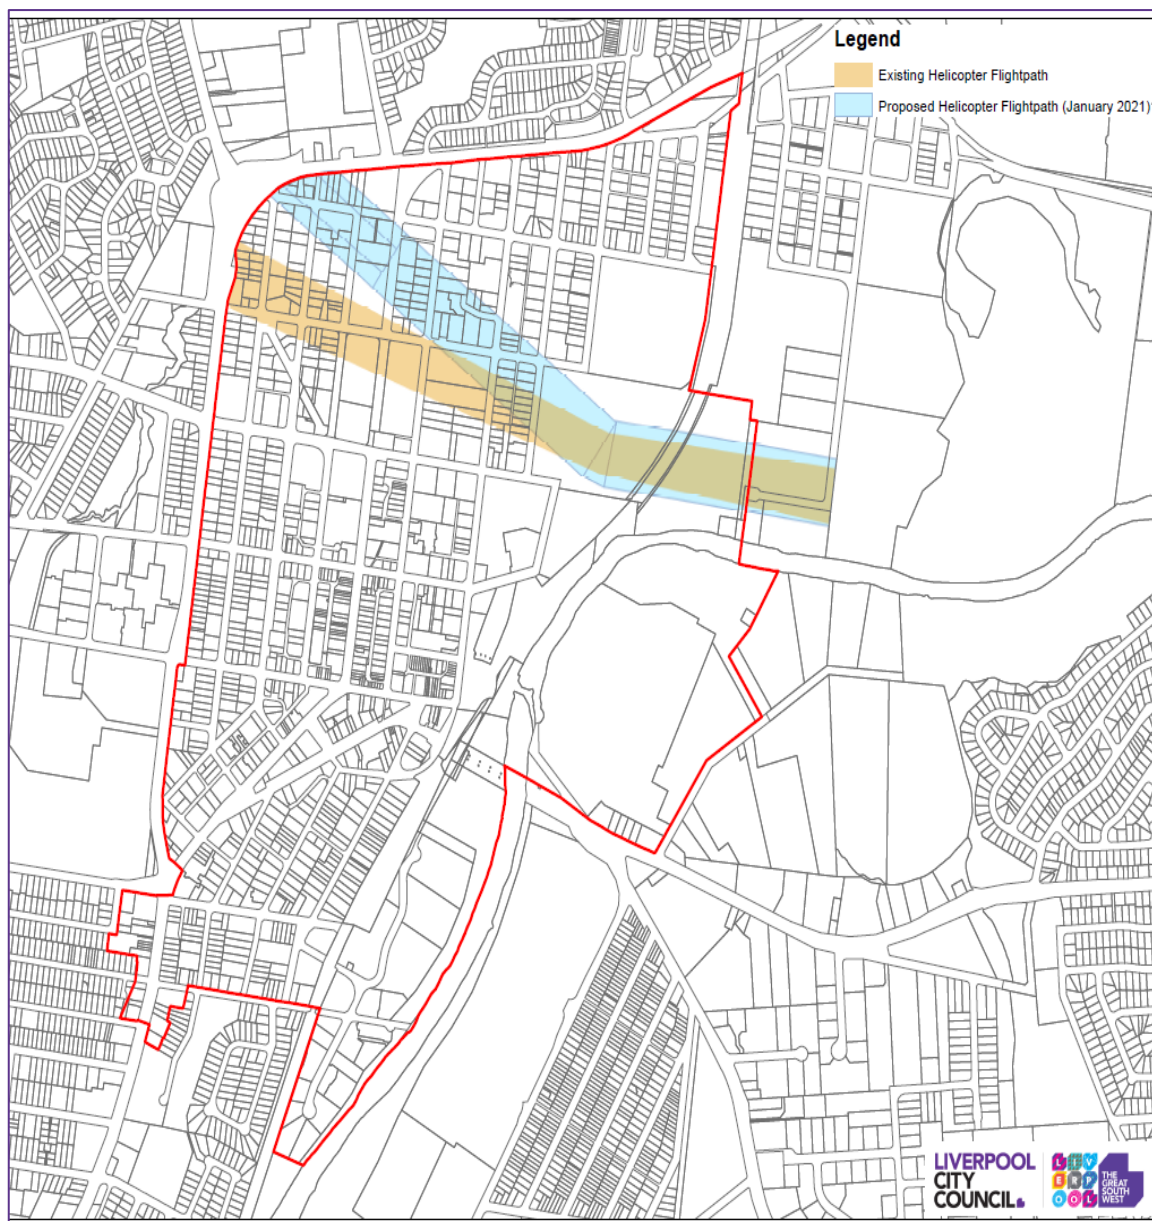 Legend
Existing Helicopter Flightpath
Proposed Helicopter Flightpath (January 2021)
LIVERPOOL
CITY
COUNCIL
LIV
ERP
OOL
THE
GREAT
SOUTH
WEST